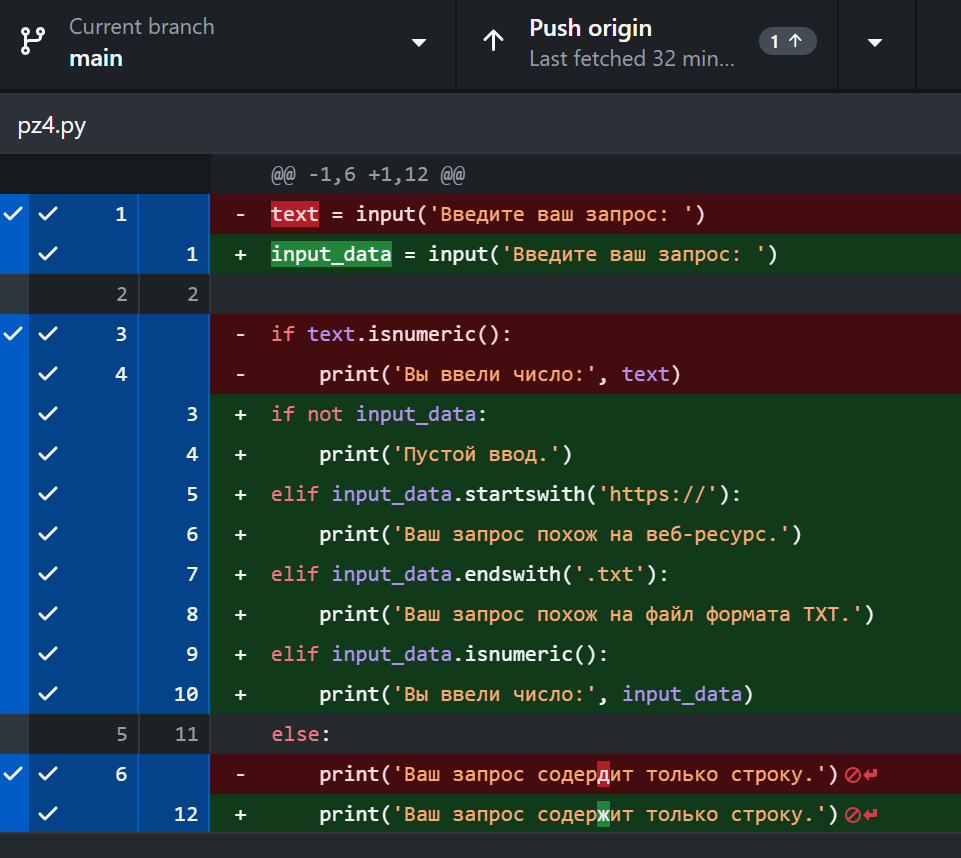 Current branch
main
Push origin
Last fetched 32 min...
1
pz4.py
@@ -1,6 +1,12 @@
1 - text = input('Введите ваш запрос: ')
1 + input_data = input('Введите ваш запрос: ')
2 2
3 - if text.isnumeric():
4 -     print('Вы ввели число:', text)
3 + if not input_data:
4 +     print('Пустой ввод.')
5 + elif input_data.startswith('https://'):
6 +     print('Ваш запрос похож на веб-ресурс.')
7 + elif input_data.endswith('.txt'):
8 +     print('Ваш запрос похож на файл формата TXT.')
9 + elif input_data.isnumeric():
10 +     print('Вы ввели число:', input_data)
5 11 else:
6 -     print('Ваш запрос содердит только строку.')
12 +     print('Ваш запрос содержит только строку.')